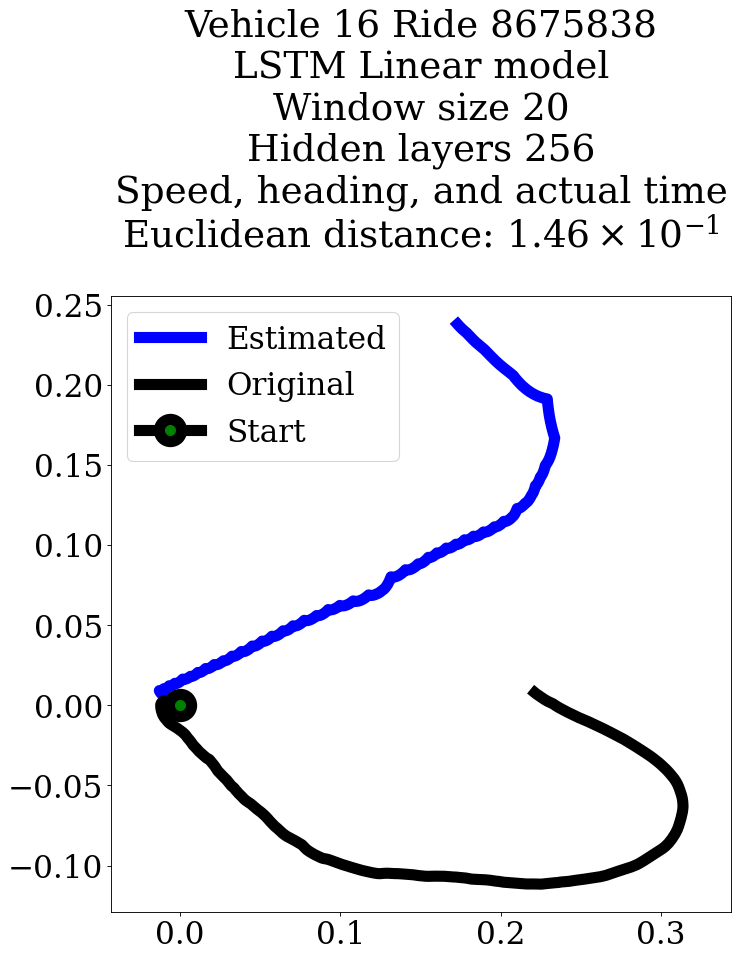 Vehicle 16 Ride 8675838
LSTM Linear model
Window size 20
Hidden layers 256
Speed, heading, and actual time
Euclidean distance: 1.46 × 10⁻¹
Estimated
Original
Start
0.25
0.20
0.15
0.10
0.05
0.00
−0.05
−0.10
0.0 0.1 0.2 0.3